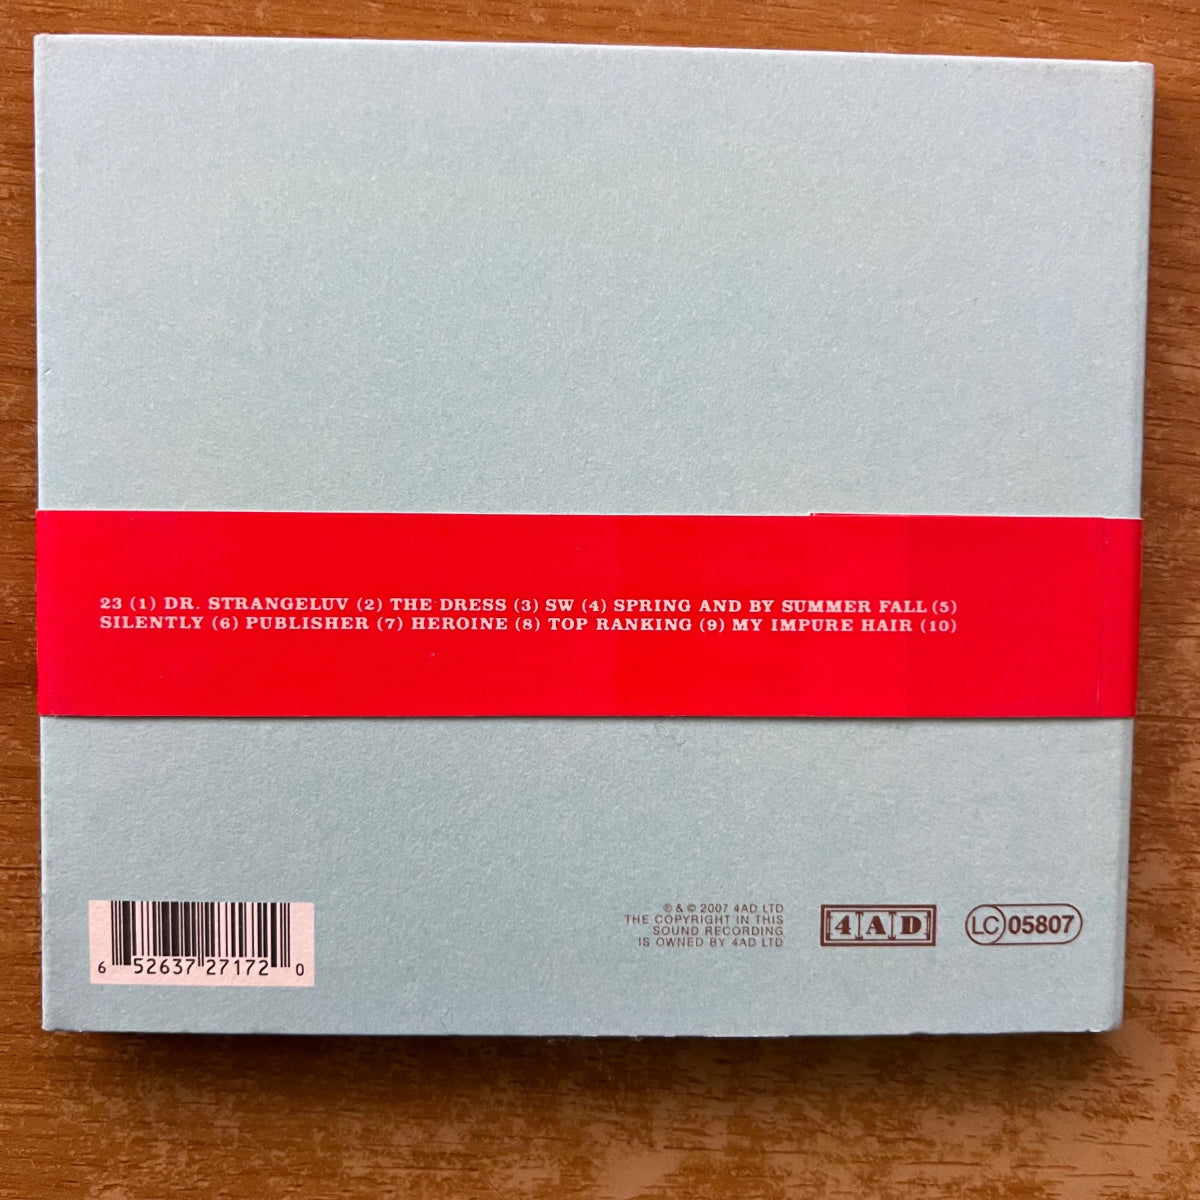 23 (1) DR. STRANGELUV (2) THE DRESS (3) SW (4) SPRING AND BY SUMMER FALL (5)
SILENTLY (6) PUBLISHER (7) HEROINE (8) TOP RANKING (9) MY IMPURE HAIR (10)
6 52637 27172 0
℗ & © 2007 4AD LTD
THE COPYRIGHT IN THIS
SOUND RECORDING
IS OWNED BY 4AD LTD
4AD
LC 05807